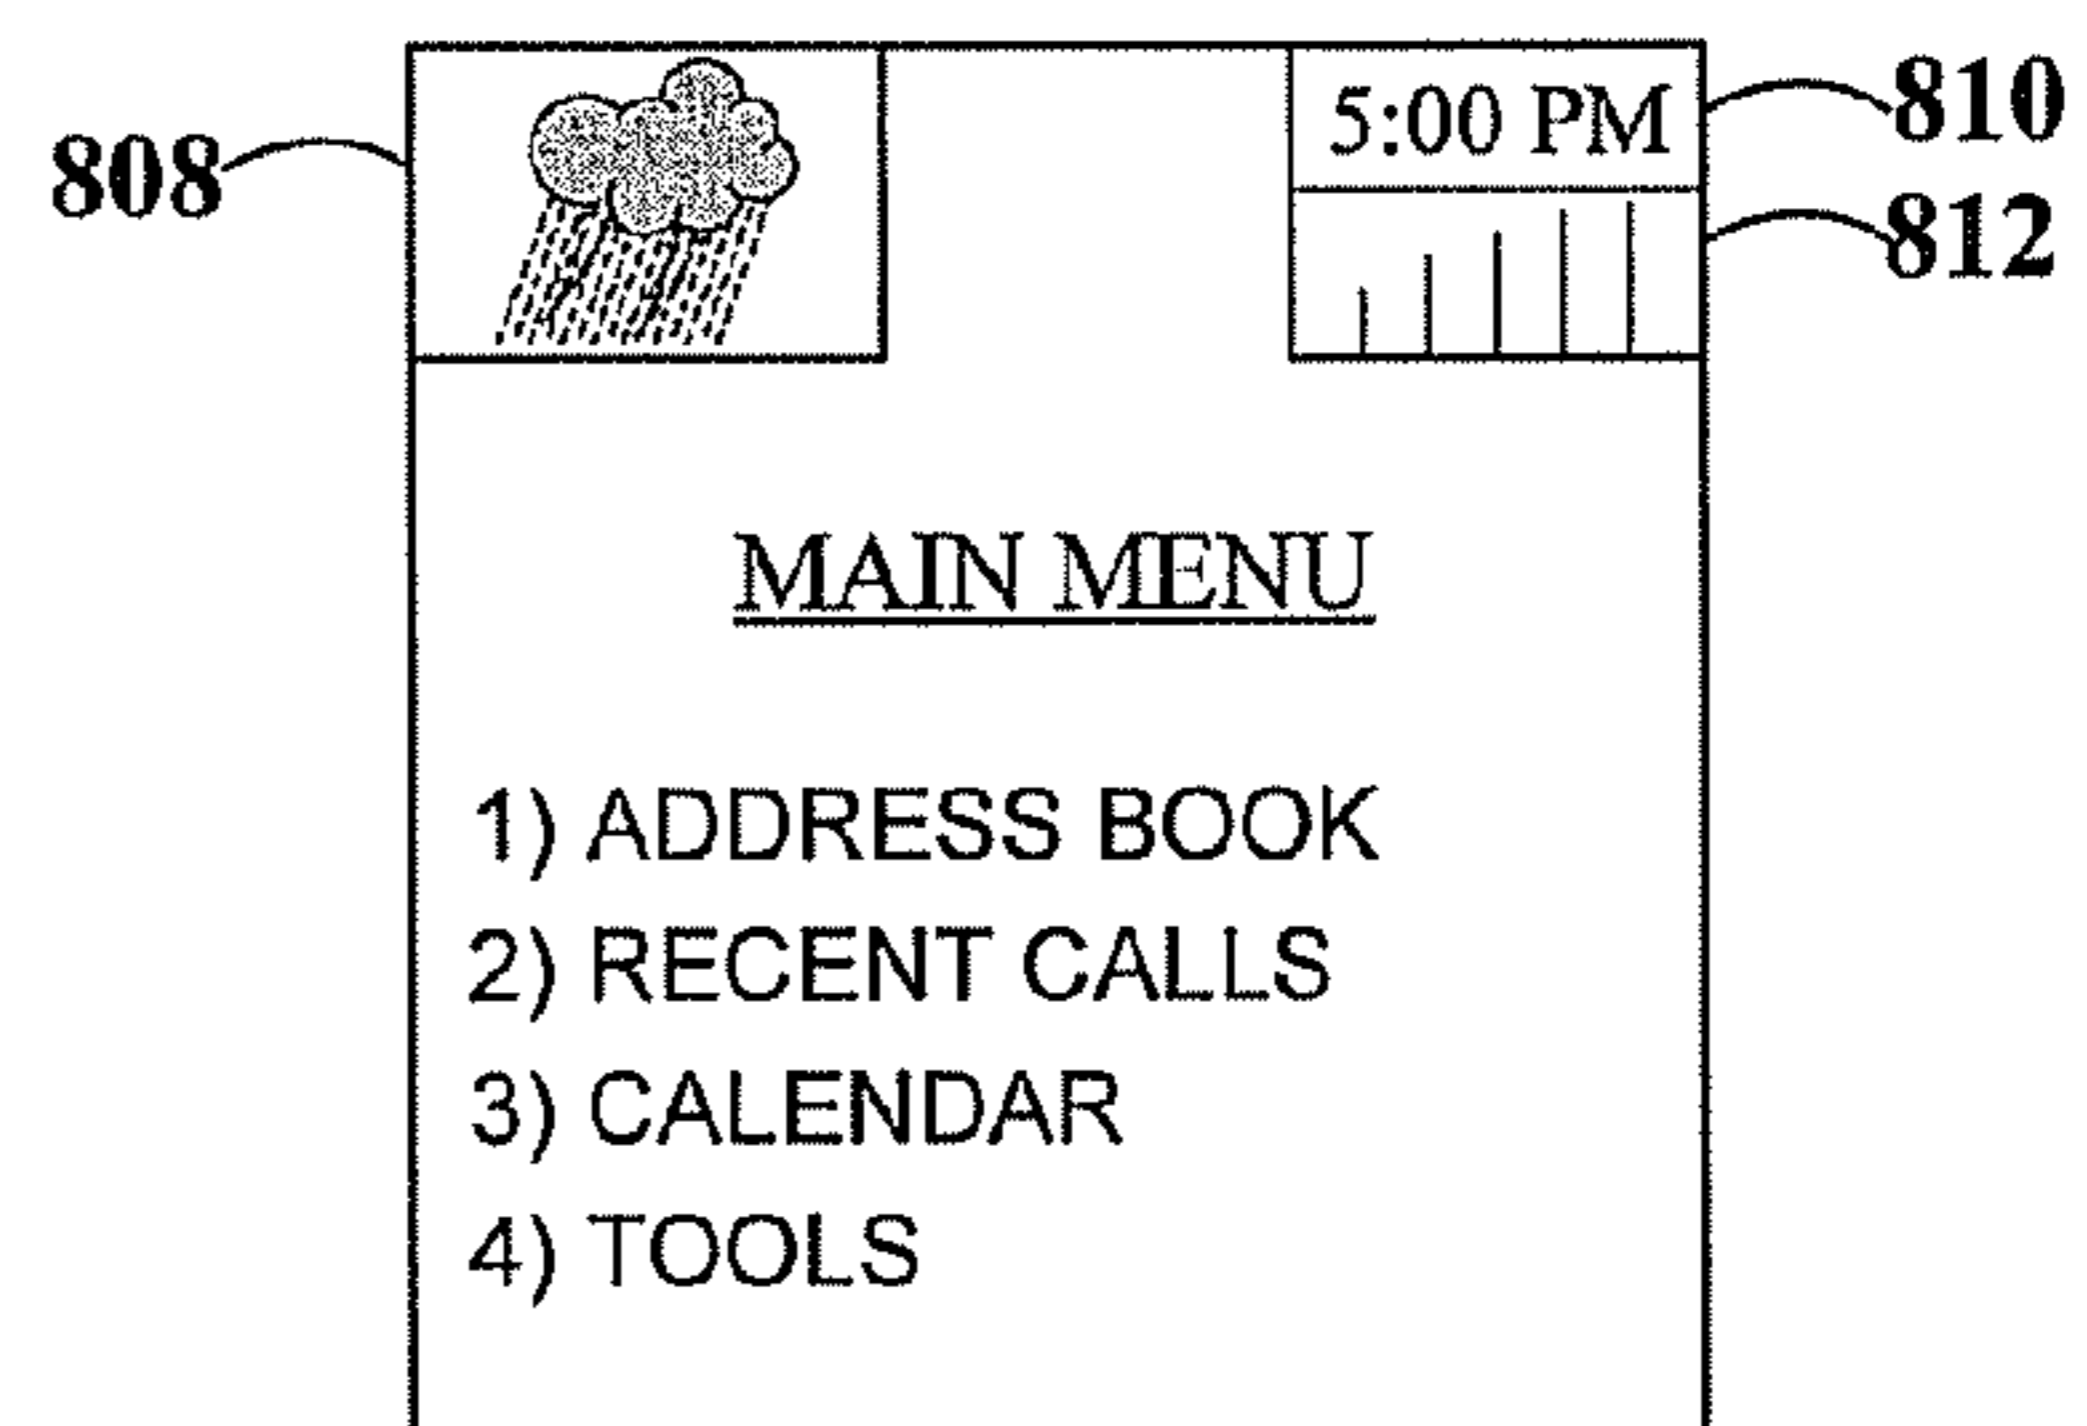 5:00 PM
810
808
812
MAIN MENU
1) ADDRESS BOOK
2) RECENT CALLS
3) CALENDAR
4) TOOLS